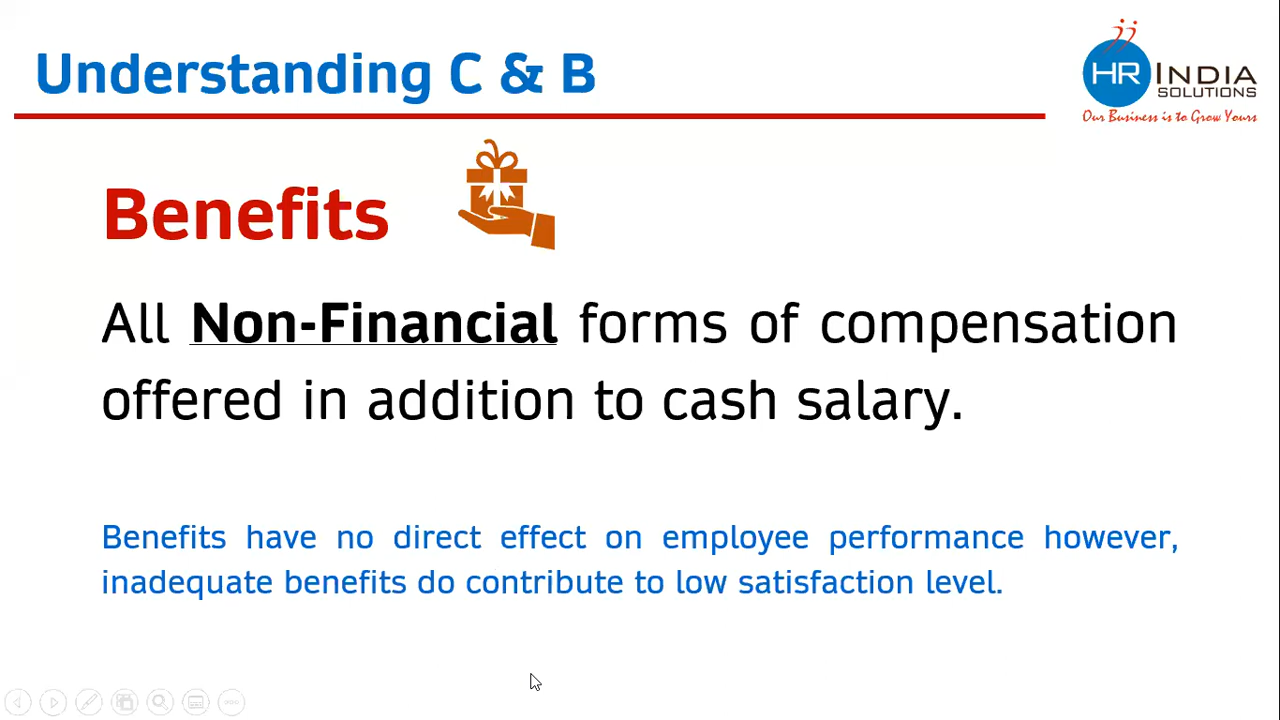 Understanding C & B
HR INDIA
SOLUTIONS
Our Business is to Grow Yours
Benefits
All Non-Financial forms of compensation
offered in addition to cash salary.
Benefits have no direct effect on employee performance however,
inadequate benefits do contribute to low satisfaction level.